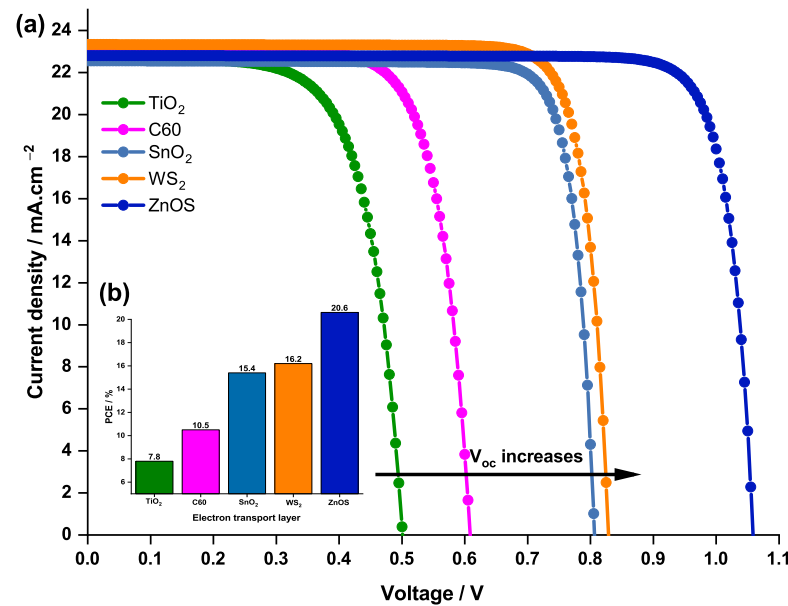 (a)
Current density / mA.cm⁻²
24
22
22
20
18
16
14
12
10
8
6
4
2
0
TiO₂
C60
SnO₂
WS₂
ZnOS
(b)
PCE / %
20
18
16
14
12
10
8
6
7.8
10.5
15.4
16.2
20.6
TiO₂
C60
SnO₂
WS₂
ZnOS
Electron transport layer
Voc increases
0.0
0.1
0.2
0.3
0.4
0.5
0.6
0.7
0.8
0.9
1.0
1.1
Voltage / V